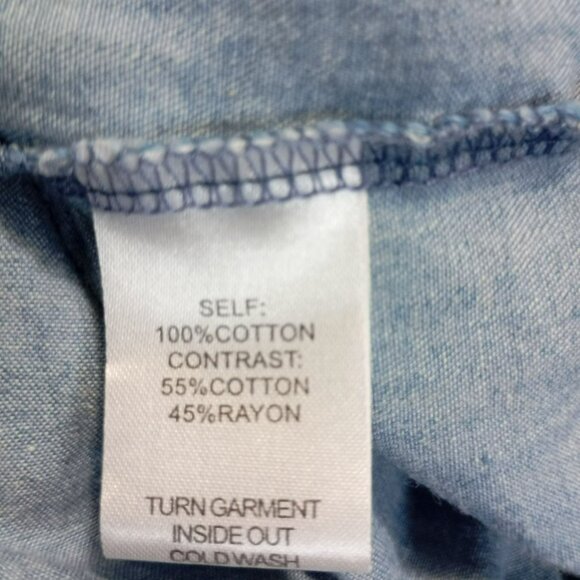 SELF:
100%COTTON
CONTRAST:
55%COTTON
45%RAYON
TURN GARMENT
INSIDE OUT
COLD WASH